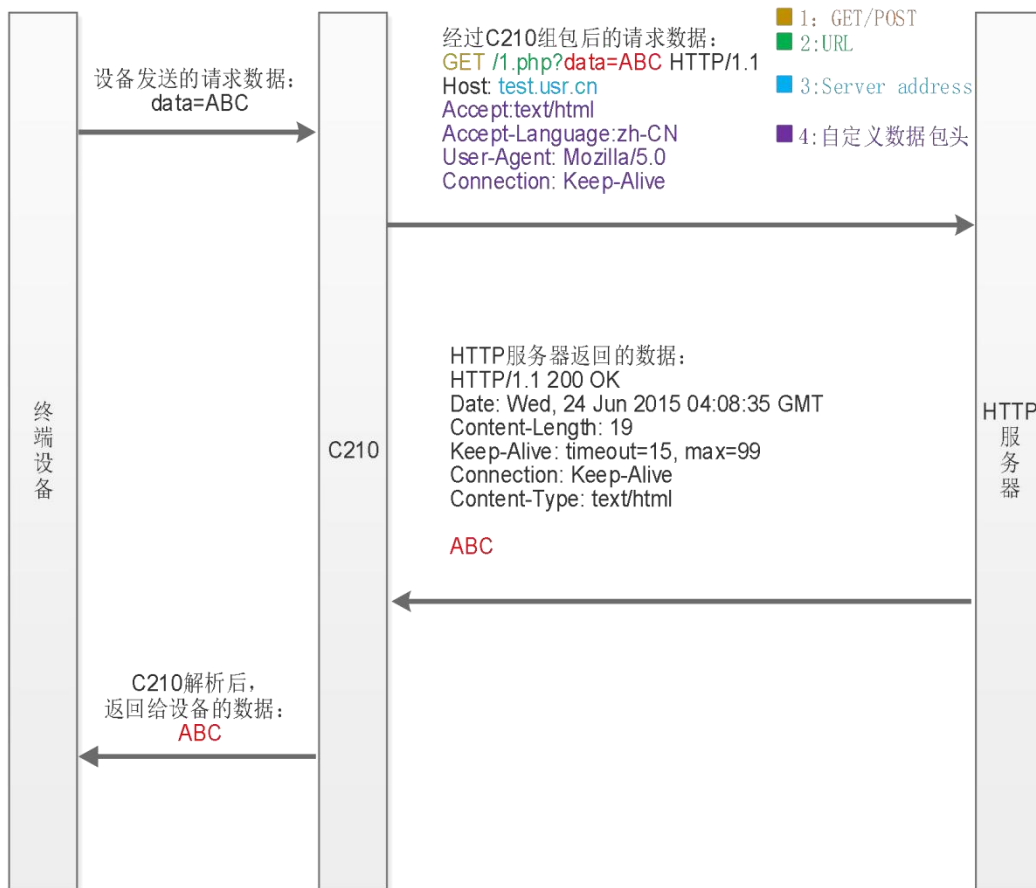 设备发送的请求数据：
data=ABC
经过C210组包后的请求数据：
GET /1.php?data=ABC HTTP/1.1
Host: test.usr.cn
Accept:text/html
Accept-Language:zh-CN
User-Agent: Mozilla/5.0
Connection: Keep-Alive
1: GET/POST
2:URL
3:Server address
4:自定义数据包头
终端设备
C210
HTTP服务器
HTTP服务器返回的数据：
HTTP/1.1 200 OK
Date: Wed, 24 Jun 2015 04:08:35 GMT
Content-Length: 19
Keep-Alive: timeout=15, max=99
Connection: Keep-Alive
Content-Type: text/html
ABC
C210解析后，
返回给设备的数据：
ABC